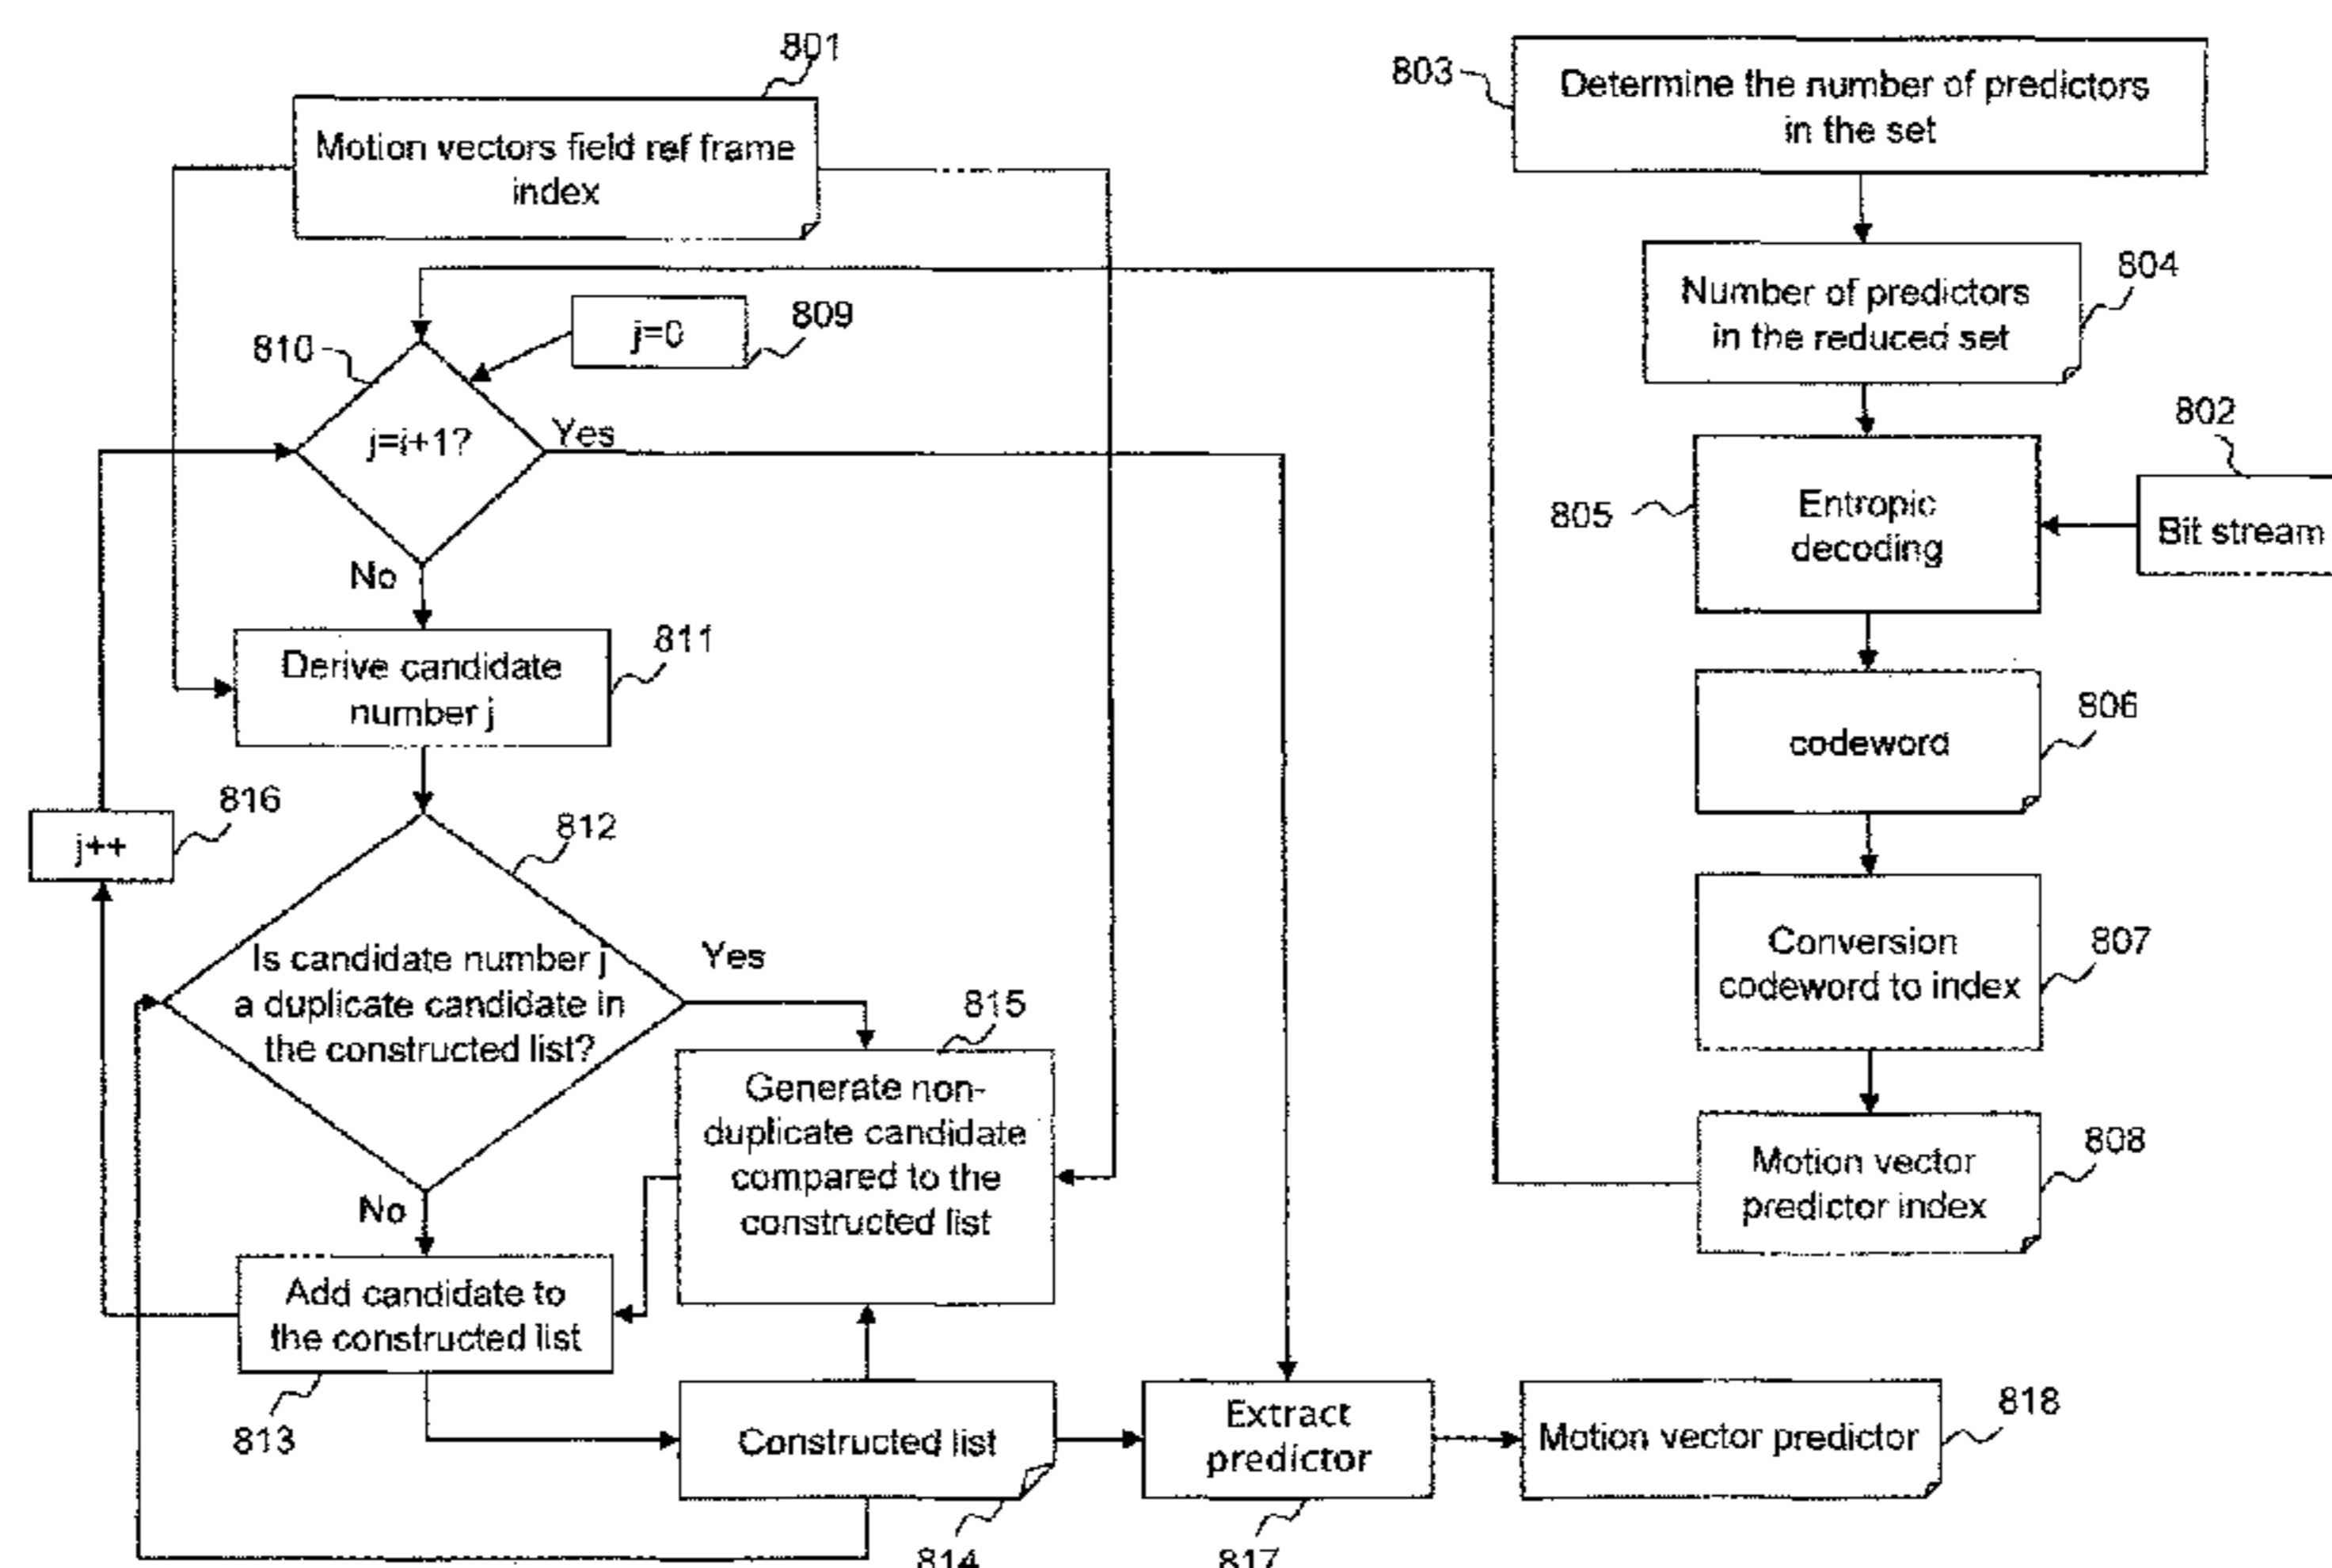 801
Motion vectors field ref frame
index
803
Determine the number of predictors
in the set
804
Number of predictors
in the reduced set
j=0
809
810
j=i+1?
Yes
No
802
Bit stream
805
Entropic
decoding
Derive candidate
number j
811
codeword
806
j++
816
812
Is candidate number j
a duplicate candidate in
the constructed list?
Yes
No
Conversion
codeword to index
807
815
Generate non-
duplicate candidate
compared to the
constructed list
Motion vector
predictor index
808
Add candidate to
the constructed list
813
Constructed list
814
Extract
predictor
817
Motion vector predictor
818